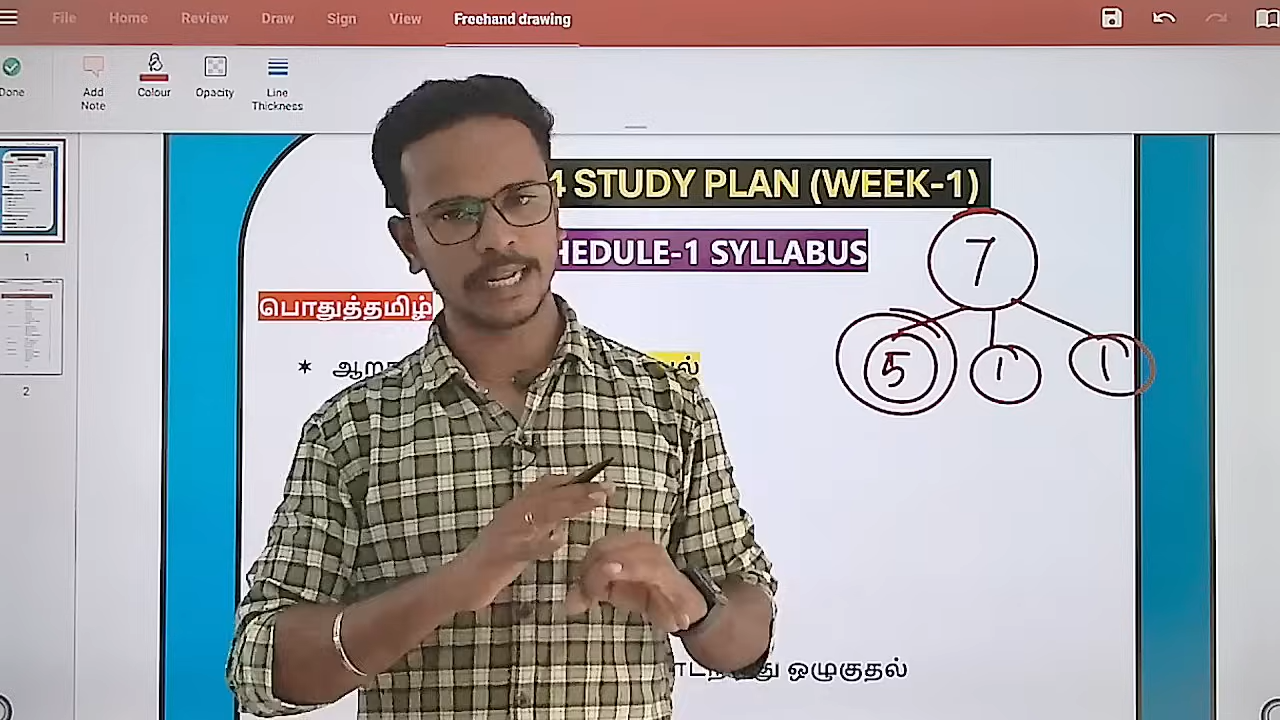 File Home Review Draw Sign View Freehand drawing
Done Add Note Colour Opacity Line Thickness
4 STUDY PLAN (WEEK-1)
HEDULE-1 SYLLABUS
7
பொதுத்தமிழ்
5 1 1
1
2
ஒழுகுதல்